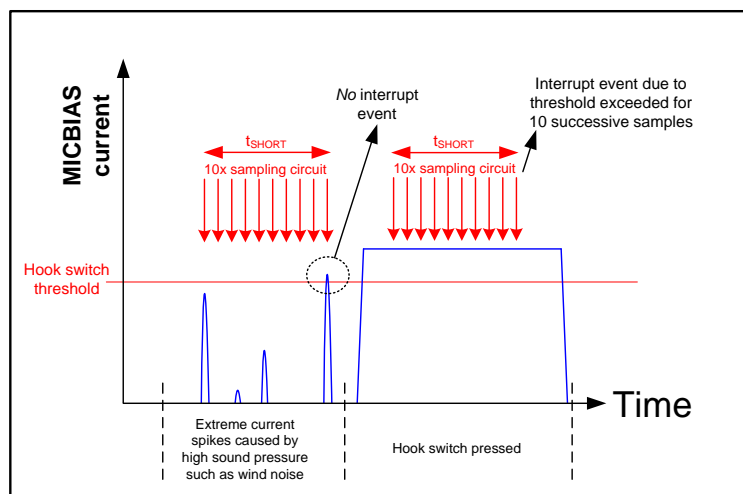 MICBIAS
current
No interrupt
event
Interrupt event due to
threshold exceeded for
10 successive samples
tSHORT
10x sampling circuit
tSHORT
10x sampling circuit
Hook switch
threshold
Time
Extreme current
spikes caused by
high sound pressure
such as wind noise
Hook switch pressed